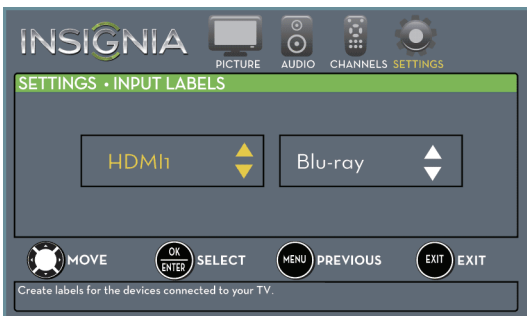 INSIGNIA
PICTURE AUDIO CHANNELS SETTINGS
SETTINGS • INPUT LABELS
HDMI1 Blu-ray
MOVE OK ENTER SELECT MENU PREVIOUS EXIT EXIT
Create labels for the devices connected to your TV.